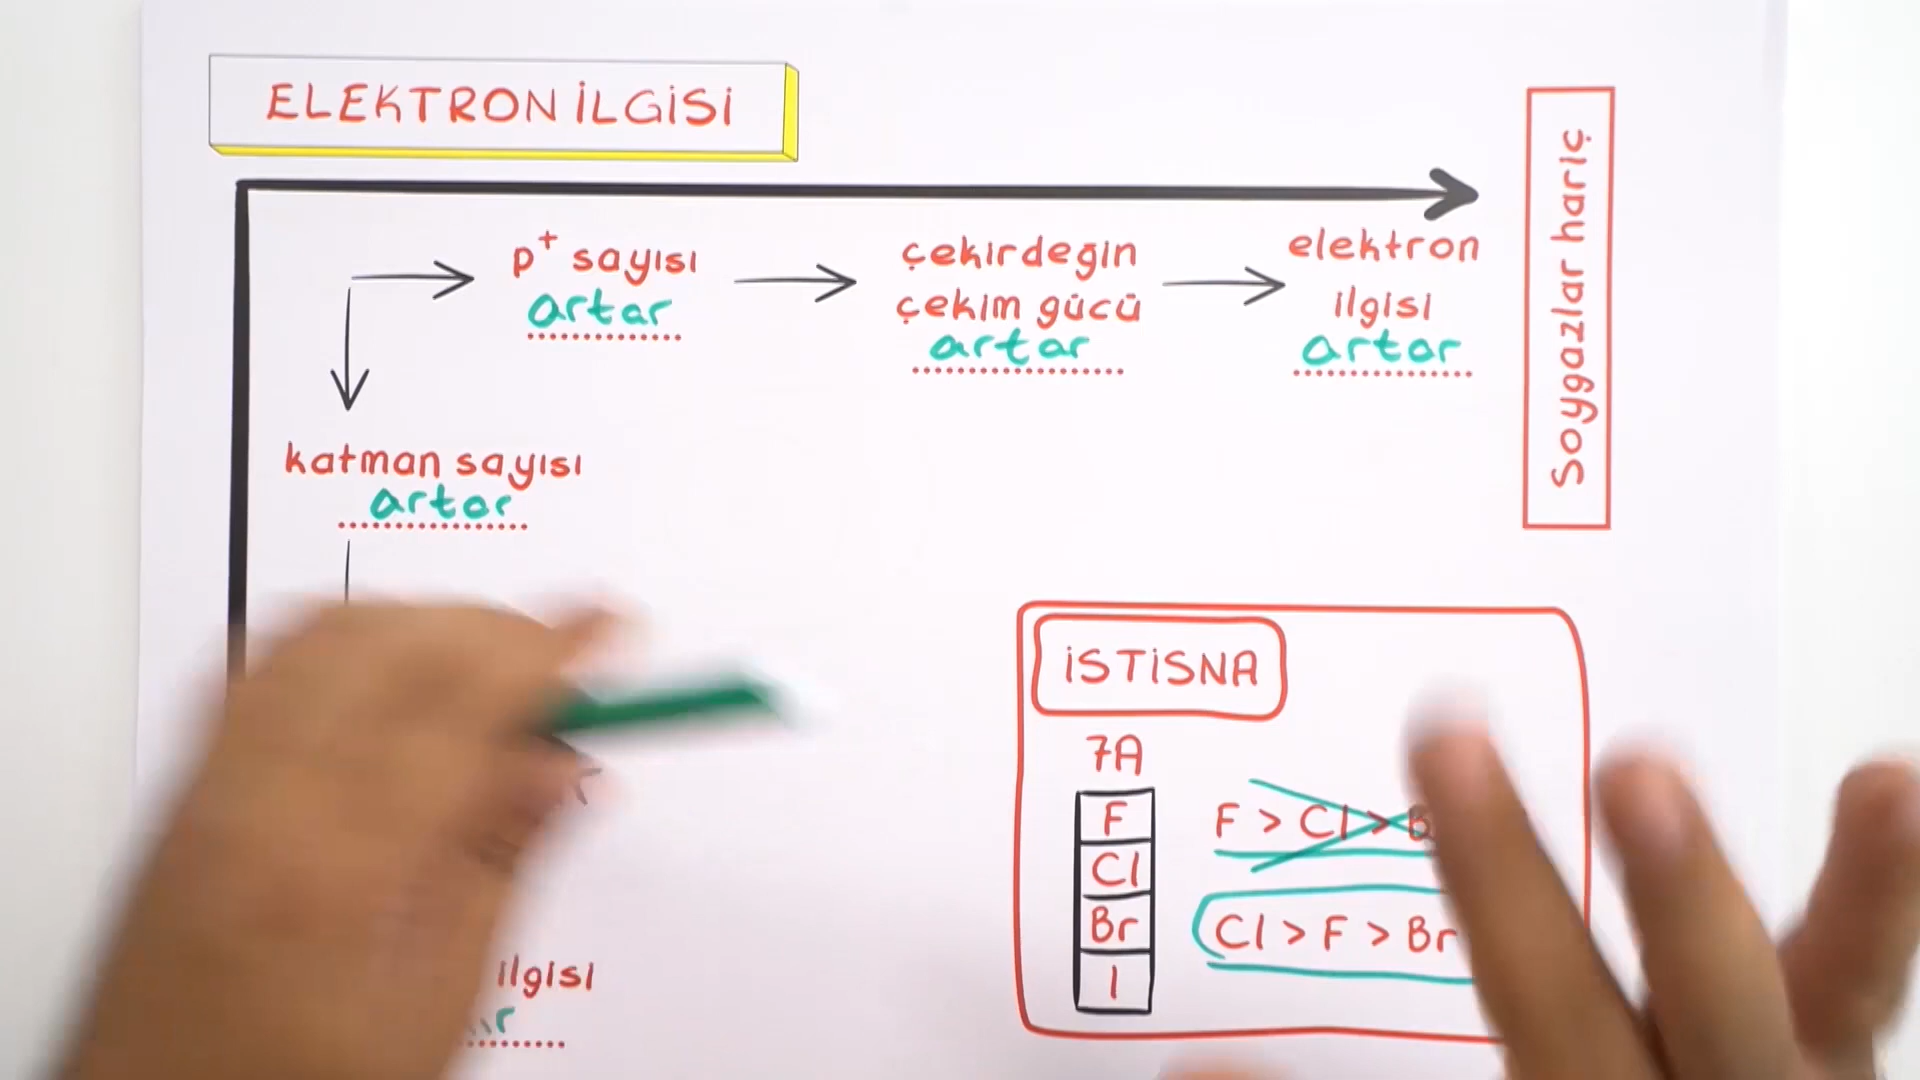 ELEKTRON İLGİSİ
p+ sayısı
artar
çekirdeğin
çekim gücü
artar
elektron
ilgisi
artar
Soygazlar hariç
katman sayısı
artar
ilgisi
İSTİSNA
7A
F
Cl
Br
I
F > Cl >
Cl > F > Br